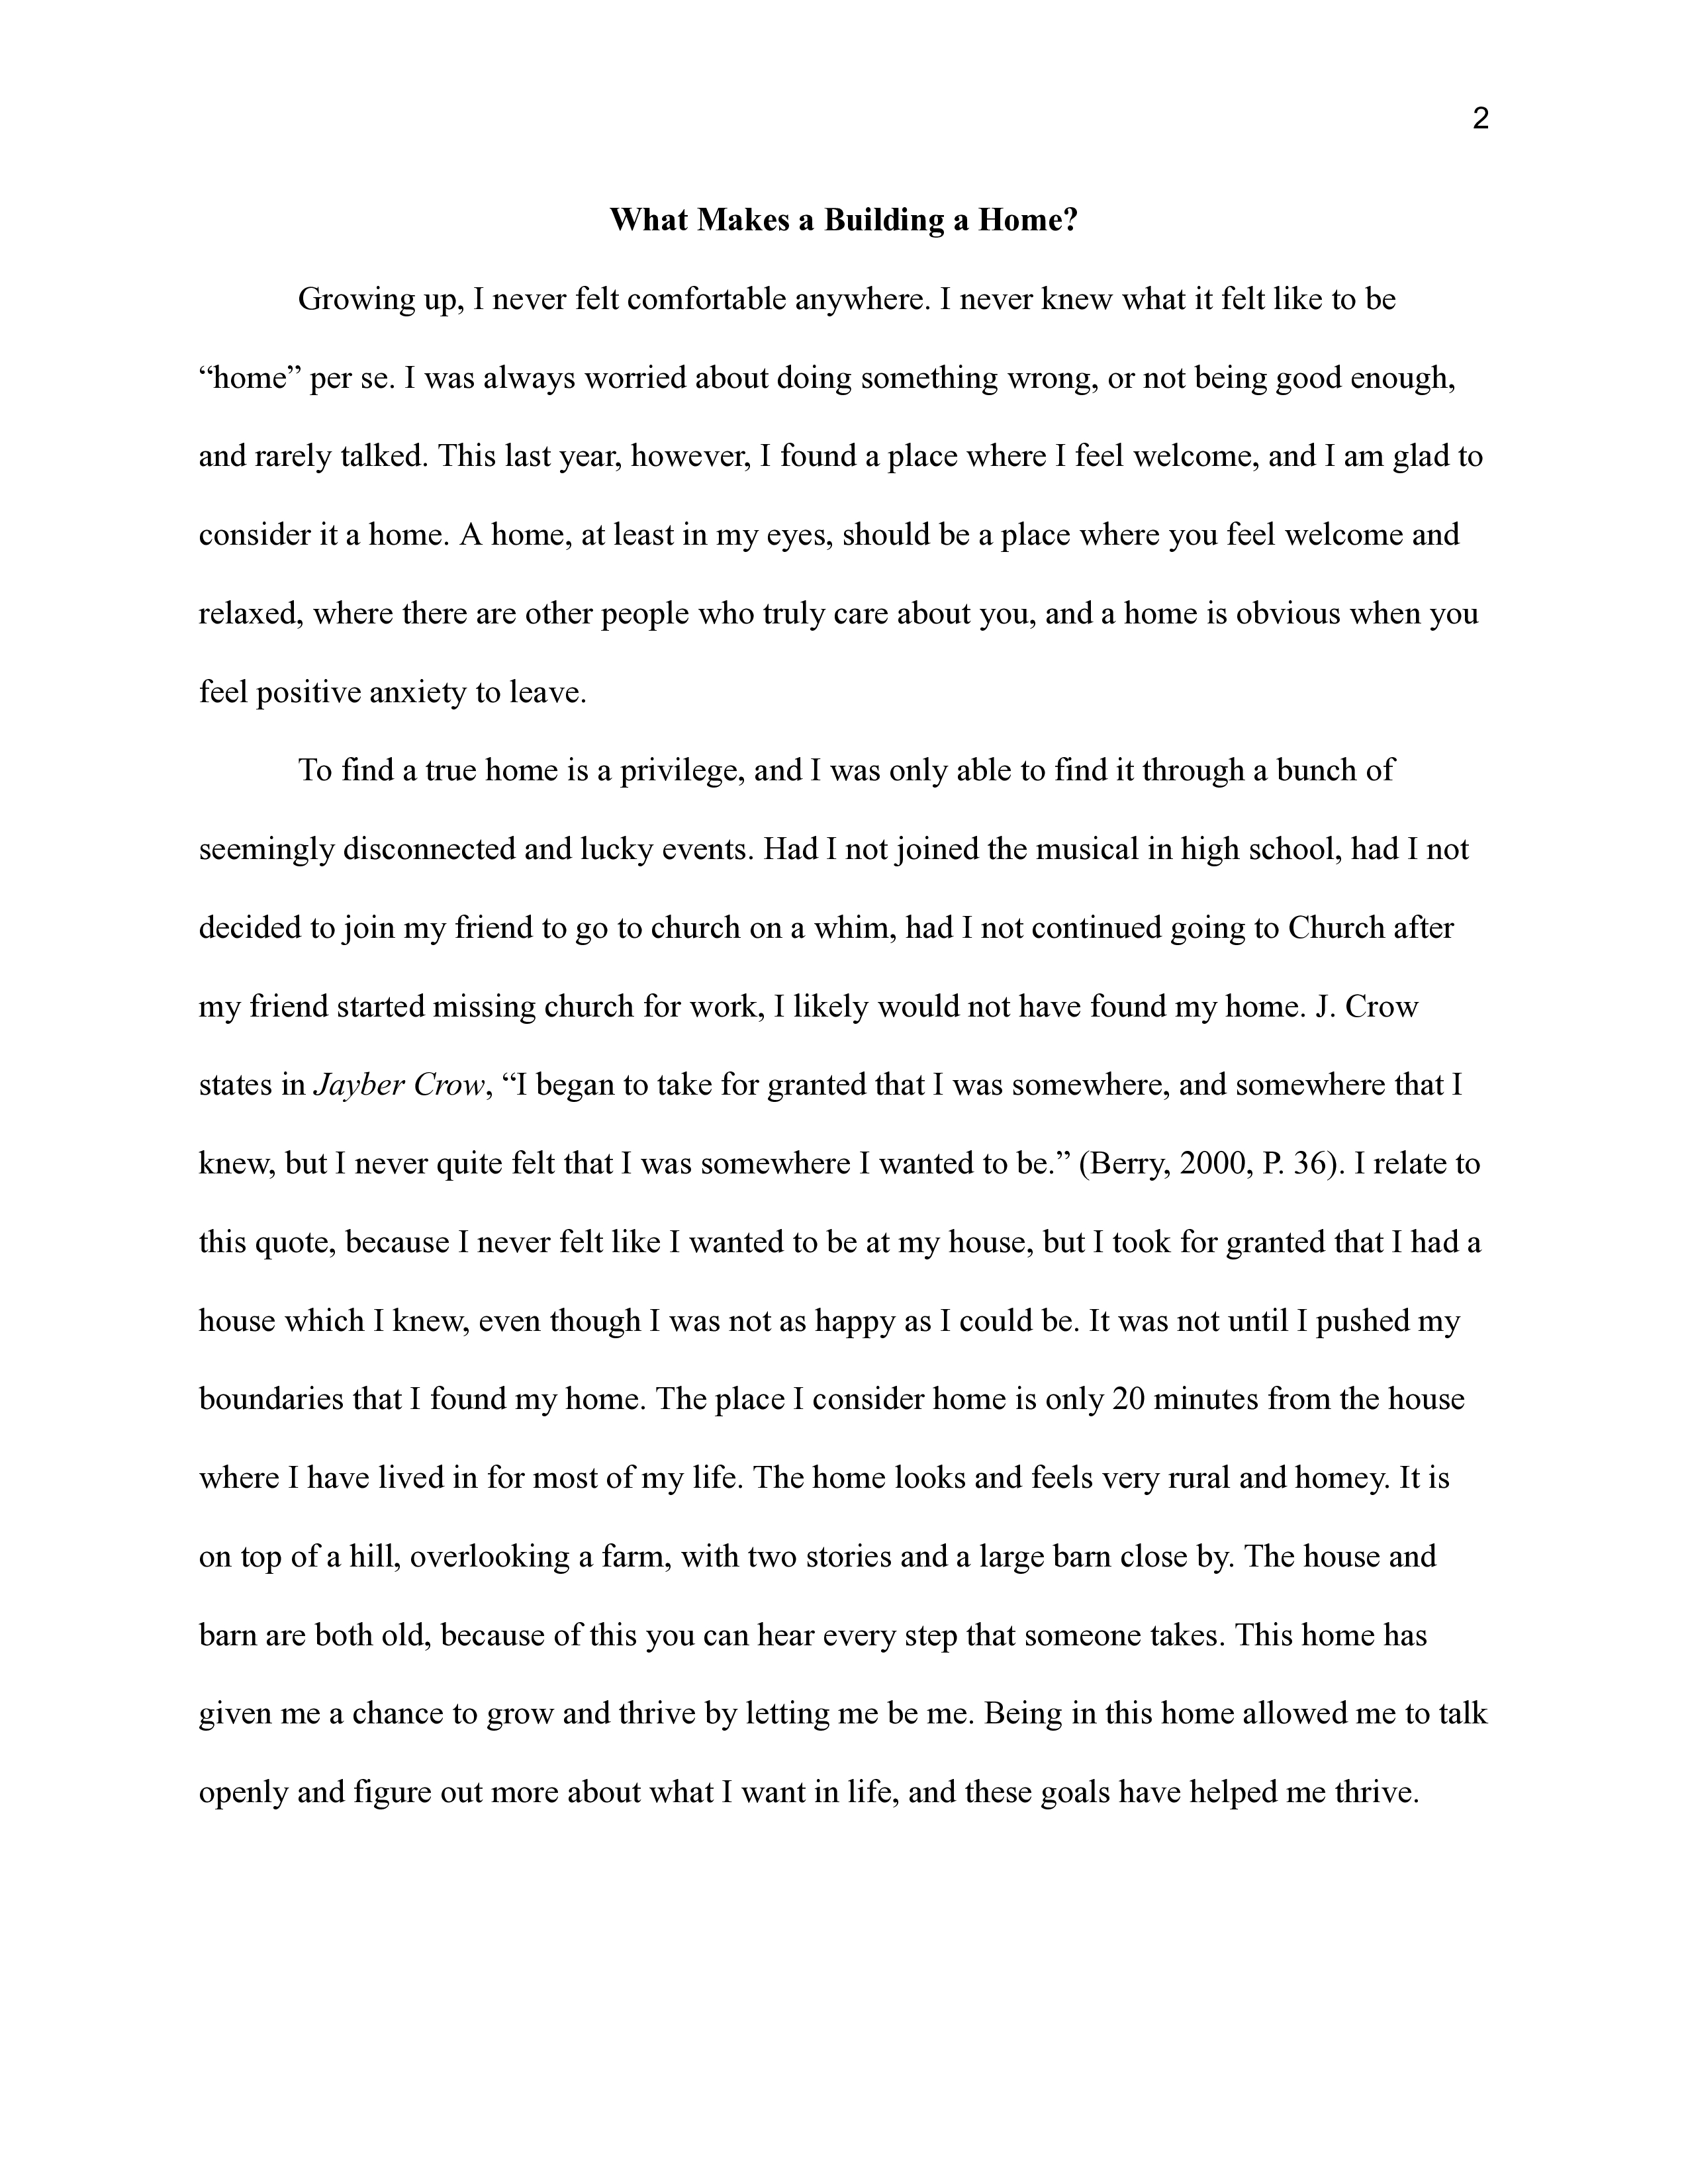 2
What Makes a Building a Home?
Growing up, I never felt comfortable anywhere. I never knew what it felt like to be
“home” per se. I was always worried about doing something wrong, or not being good enough,
and rarely talked. This last year, however, I found a place where I feel welcome, and I am glad to
consider it a home. A home, at least in my eyes, should be a place where you feel welcome and
relaxed, where there are other people who truly care about you, and a home is obvious when you
feel positive anxiety to leave.
To find a true home is a privilege, and I was only able to find it through a bunch of
seemingly disconnected and lucky events. Had I not joined the musical in high school, had I not
decided to join my friend to go to church on a whim, had I not continued going to Church after
my friend started missing church for work, I likely would not have found my home. J. Crow
states in Jayber Crow, “I began to take for granted that I was somewhere, and somewhere that I
knew, but I never quite felt that I was somewhere I wanted to be.” (Berry, 2000, P. 36). I relate to
this quote, because I never felt like I wanted to be at my house, but I took for granted that I had a
house which I knew, even though I was not as happy as I could be. It was not until I pushed my
boundaries that I found my home. The place I consider home is only 20 minutes from the house
where I have lived in for most of my life. The home looks and feels very rural and homey. It is
on top of a hill, overlooking a farm, with two stories and a large barn close by. The house and
barn are both old, because of this you can hear every step that someone takes. This home has
given me a chance to grow and thrive by letting me be me. Being in this home allowed me to talk
openly and figure out more about what I want in life, and these goals have helped me thrive.